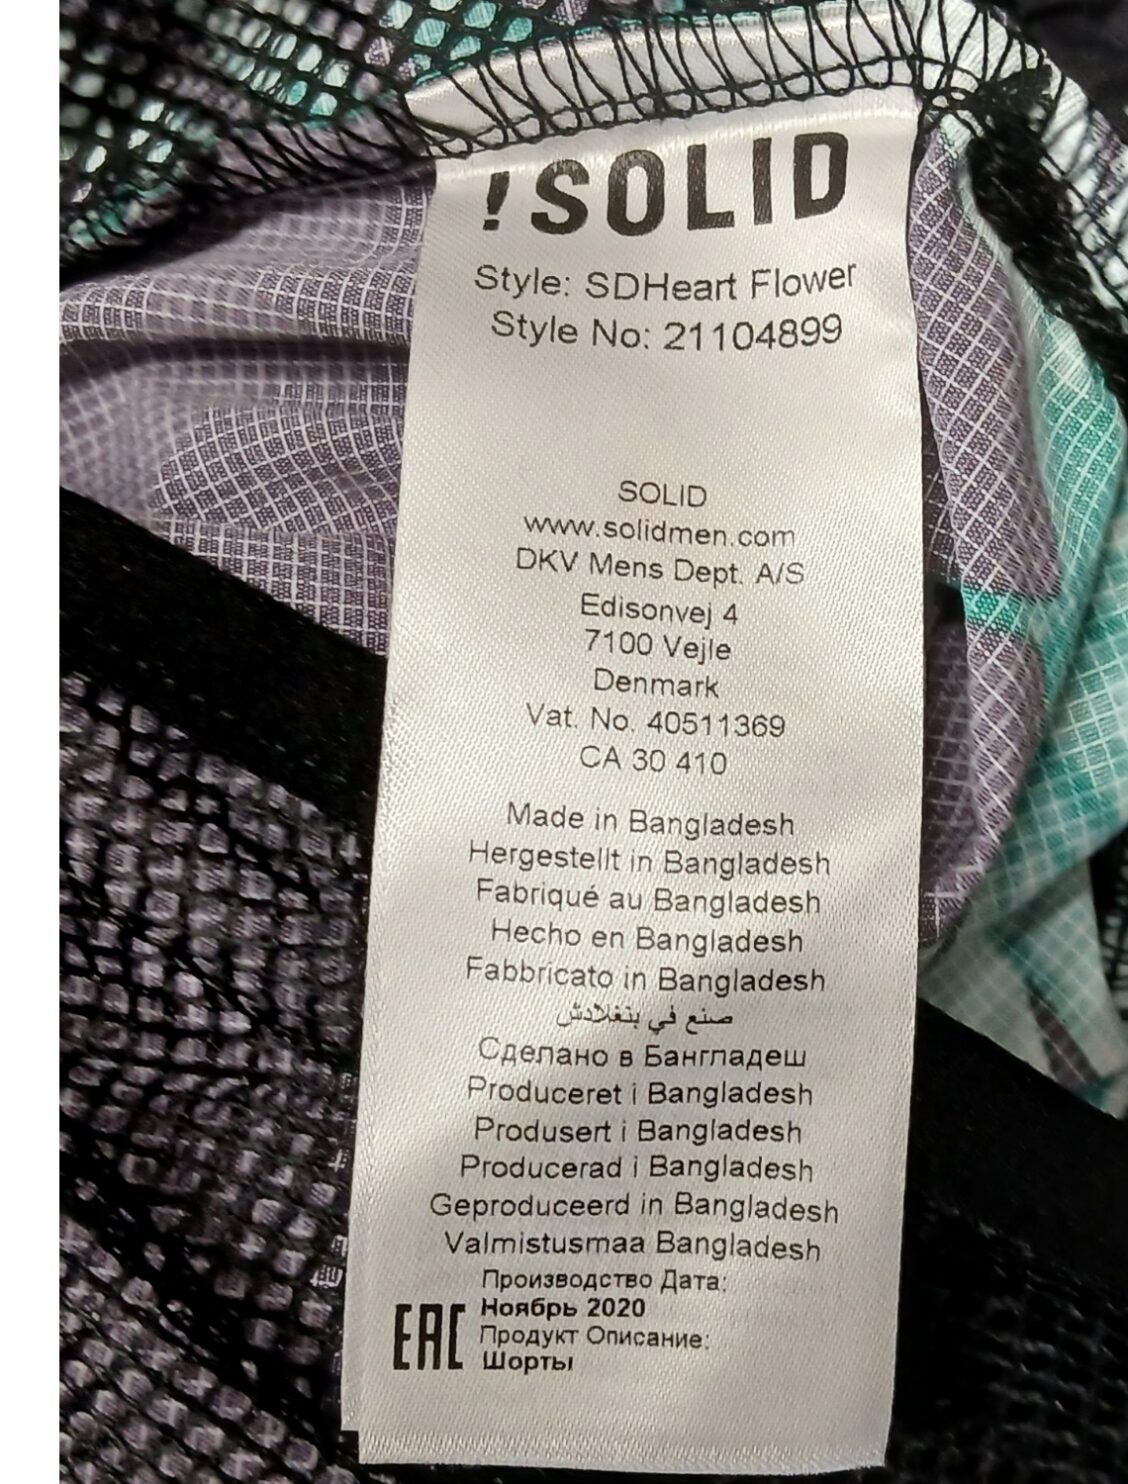 !SOLID
Style: SDHeart Flower
Style No: 21104899
SOLID
www.solidmen.com
DKV Mens Dept. A/S
Edisonvej 4
7100 Vejle
Denmark
Vat. No. 40511369
CA 30 410
Made in Bangladesh
Hergestellt in Bangladesh
Fabriqué au Bangladesh
Hecho en Bangladesh
Fabbricato in Bangladesh
صنع في بنغلادش
Сделано в Бангладеш
Produceret i Bangladesh
Produsert i Bangladesh
Producerad i Bangladesh
Geproduceerd in Bangladesh
Valmistusmaa Bangladesh
Производство Дата:
Ноябрь 2020
EAC
Продукт Описание:
Шорты